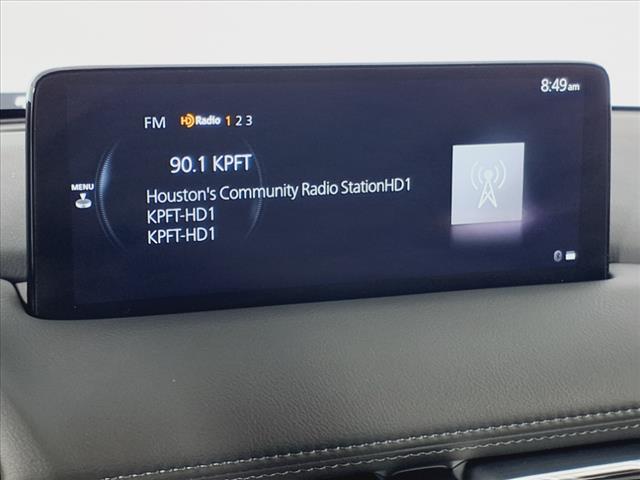 8:49am
FM HD Radio 1 2 3
90.1 KPFT
MENU
Houston's Community Radio StationHD1
KPFT-HD1
KPFT-HD1